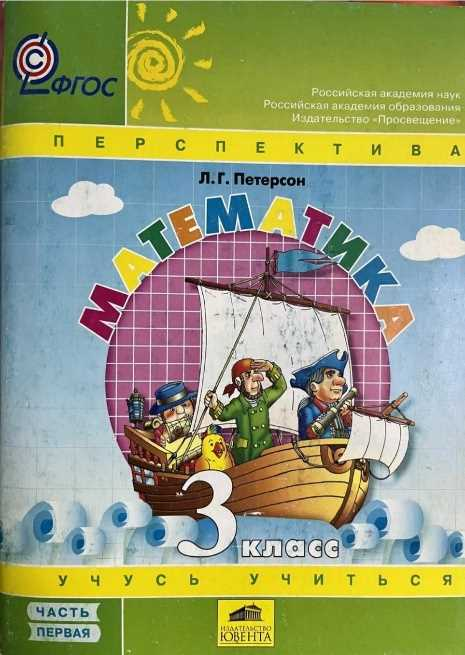 ФГОС
Российская академия наук
Российская академия образования
Издательство «Просвещение»
ПЕРСПЕКТИВА
Л. Г. Петерсон
МАТЕМАТИКА
3 класс
УЧУСЬ УЧИТЬСЯ
ЧАСТЬ
ПЕРВАЯ
ИЗДАТЕЛЬСТВО
ЮВЕНТА